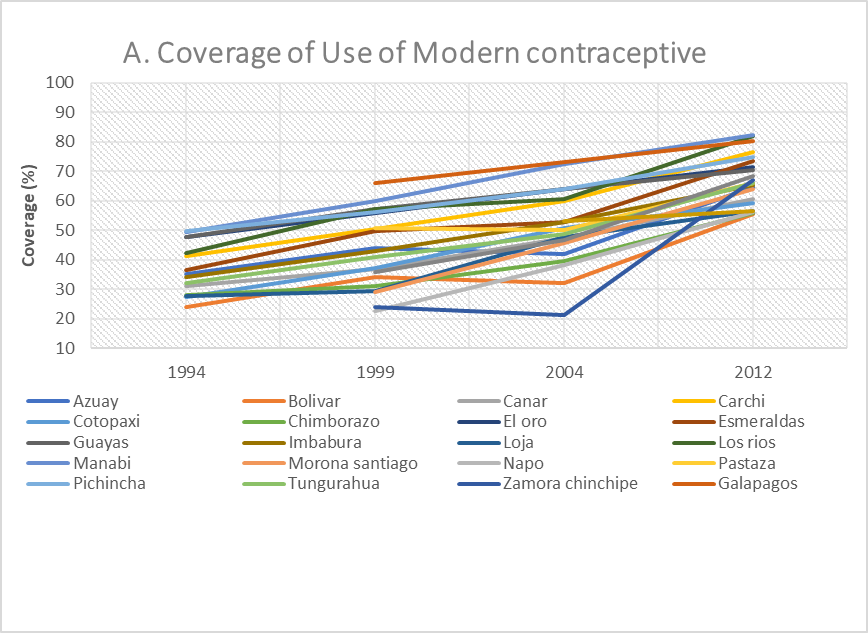 A. Coverage of Use of Modern contraceptive
100
90
80
70
60
50
40
30
20
10
Coverage (%)
1994 1999 2004 2012
Azuay Bolivar Canar Carchi
Cotopaxi Chimborazo El oro Esmeraldas
Guayas Imbabura Loja Los rios
Manabi Morona santiago Napo Pastaza
Pichincha Tungurahua Zamora chinchipe Galapagos